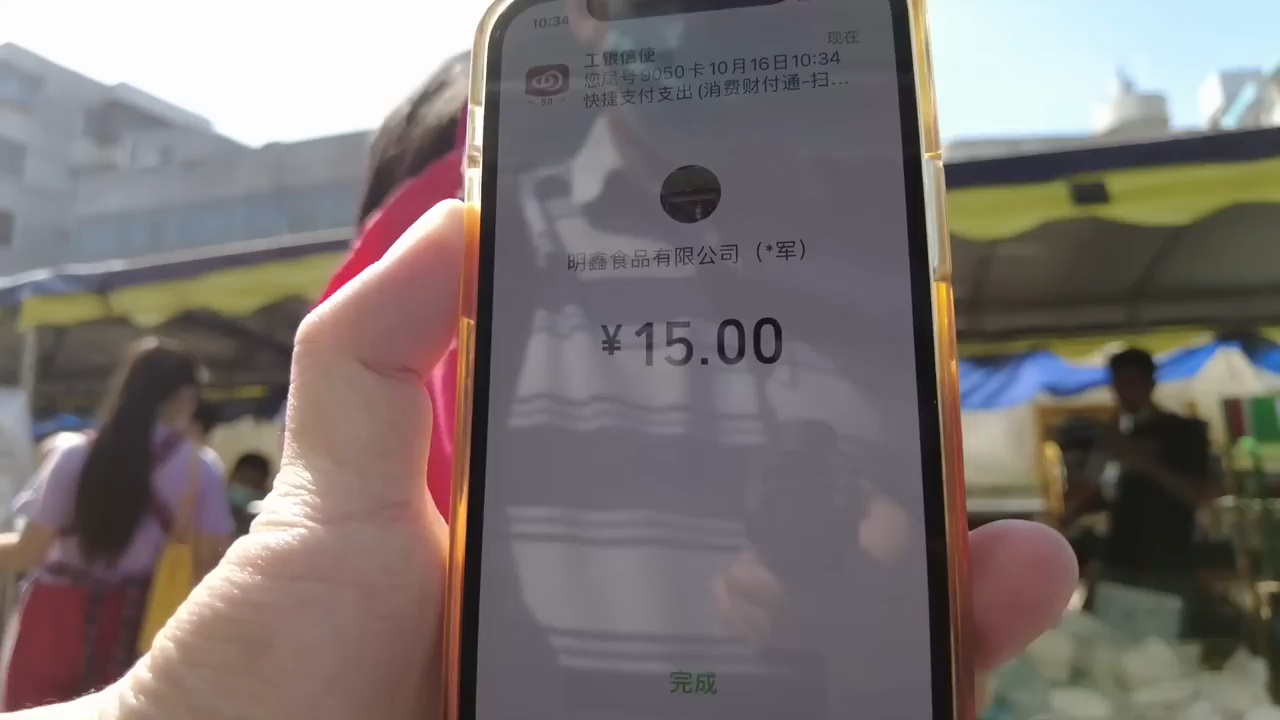 10:34
工银信使
现在
您尾号9050卡10月16日10:34
快捷支付支出(消费财付通-扫…
明鑫食品有限公司(*军)
¥15.00
完成